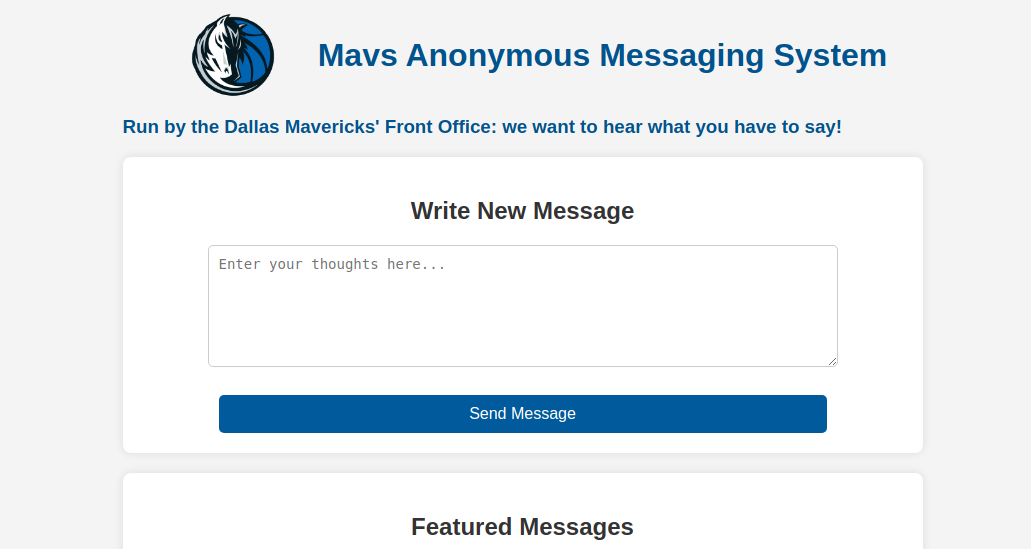 Mavs Anonymous Messaging System
Run by the Dallas Mavericks' Front Office: we want to hear what you have to say!
Write New Message
Enter your thoughts here...
Send Message
Featured Messages